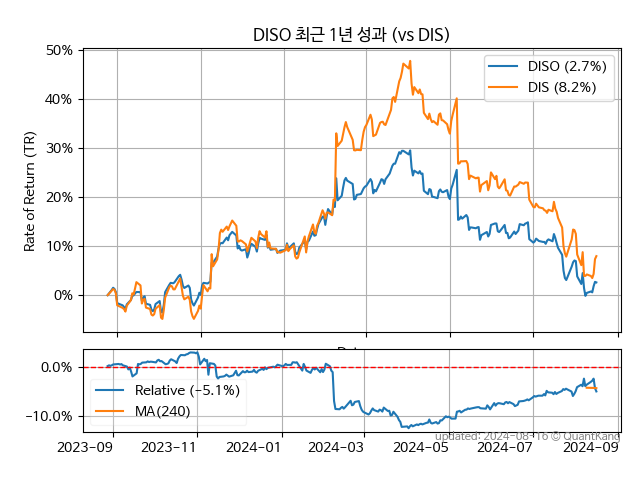 DISO 최근 1년 성과 (vs DIS)
50%
40%
30%
20%
10%
0%
Rate of Return (TR)
DISO (2.7%)
DIS (8.2%)
0.0%
−10.0%
Relative (−5.1%)
MA(240)
2023-09
2023-11
2024-01
2024-03
2024-05
2024-07
2024-09
updated: 2024-08-16 © QuantKang